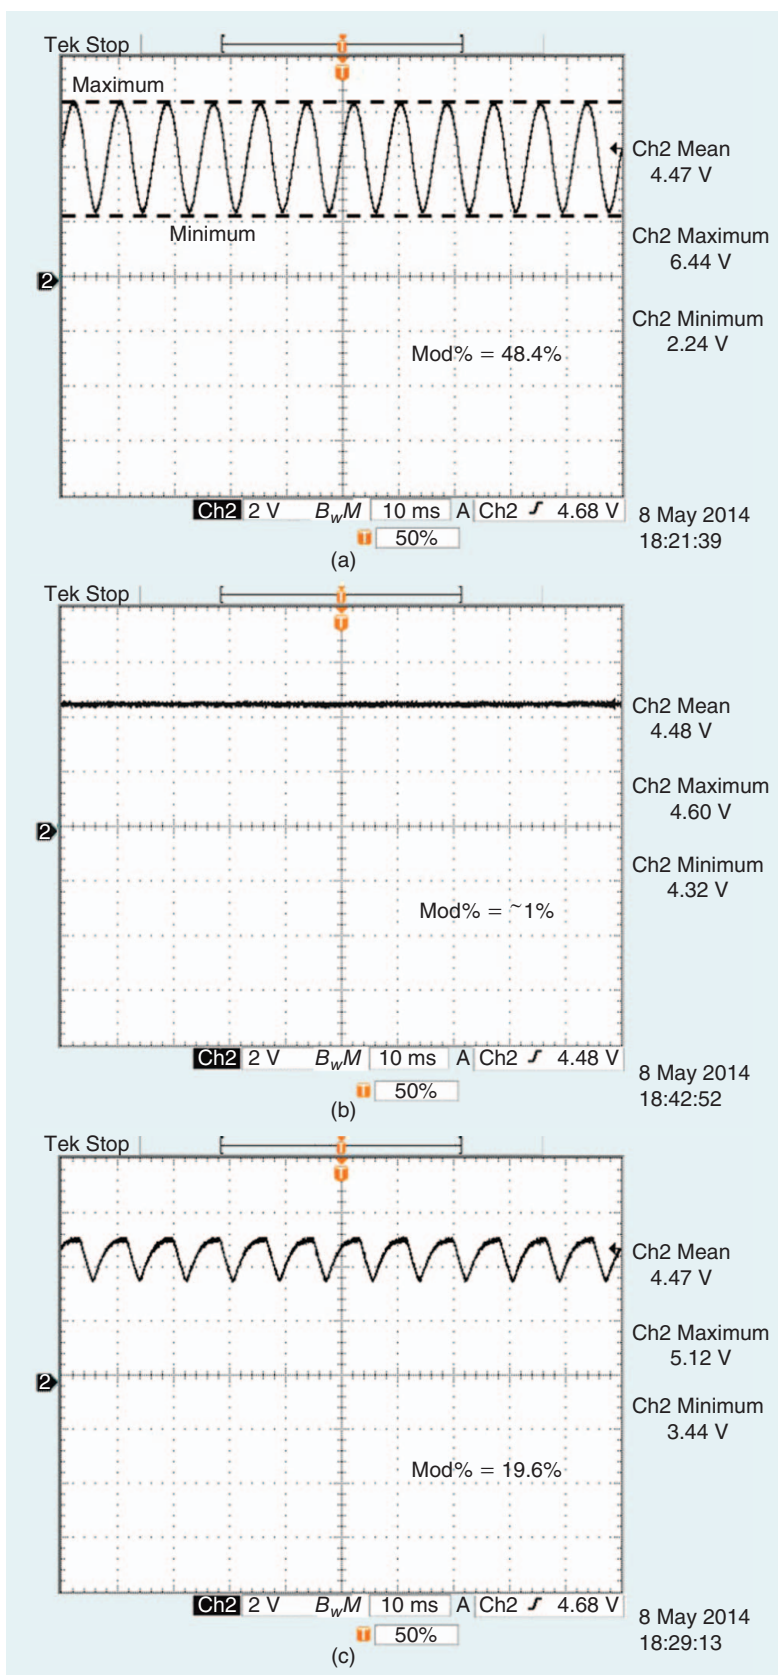 Tek Stop
T
T
Maximum
Ch2 Mean
4.47 V
Minimum
Ch2 Maximum
6.44 V
2
Ch2 Minimum
2.24 V
Mod% = 48.4%
Ch2 2 V BwM 10 ms A Ch2 4.68 V
T 50%
8 May 2014
18:21:39
(a)
Tek Stop
T
T
Ch2 Mean
4.48 V
Ch2 Maximum
4.60 V
2
Ch2 Minimum
4.32 V
Mod% = ~1%
Ch2 2 V BwM 10 ms A Ch2 4.48 V
T 50%
8 May 2014
18:42:52
(b)
Tek Stop
T
T
Ch2 Mean
4.47 V
Ch2 Maximum
5.12 V
2
Ch2 Minimum
3.44 V
Mod% = 19.6%
Ch2 2 V BwM 10 ms A Ch2 4.68 V
T 50%
8 May 2014
18:29:13
(c)